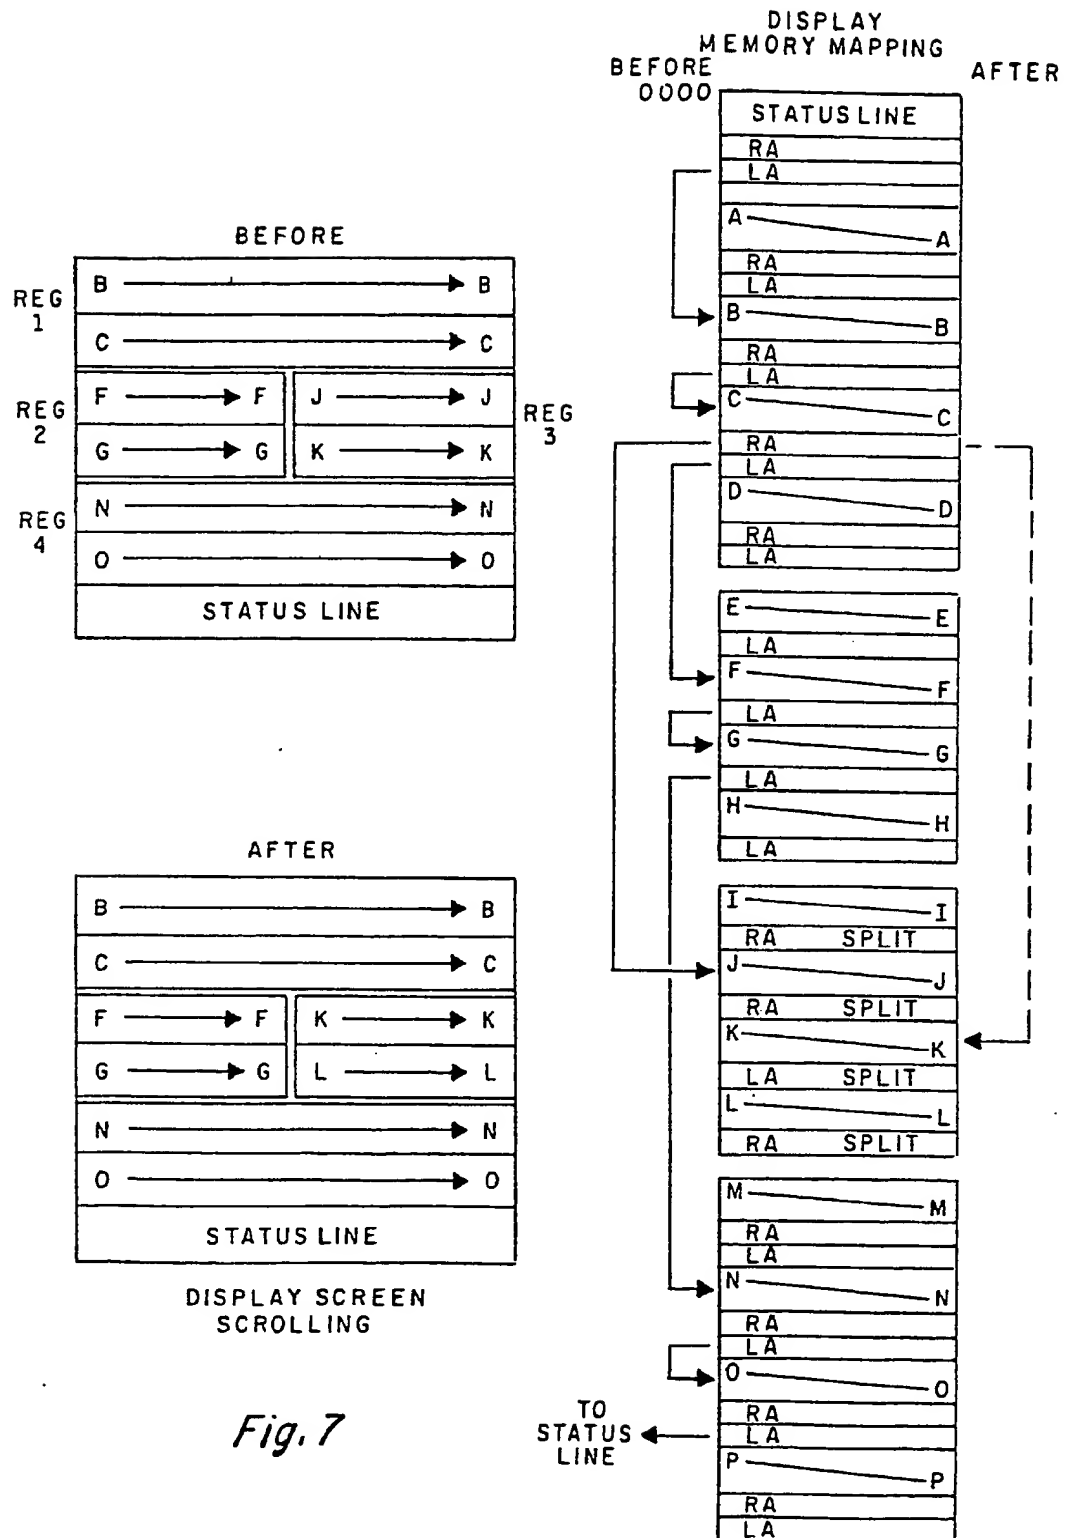 DISPLAY
MEMORY MAPPING
BEFORE
0000
AFTER
STATUS LINE
RA
LA
A A
RA
LA
B B
RA
LA
C C
RA
LA
D D
RA
LA
E E
LA
F F
LA
G G
LA
H H
LA
I I
RA SPLIT
J J
RA SPLIT
K K
LA SPLIT
L L
RA SPLIT
M M
RA
LA
N N
RA
LA
O O
RA
LA
P P
RA
LA
TO
STATUS
LINE
BEFORE
REG
1
B B
C C
REG
2
F F J J
G G K K
REG
3
REG
4
N N
O O
STATUS LINE
AFTER
B B
C C
F F K K
G G L L
N N
O O
STATUS LINE
DISPLAY SCREEN
SCROLLING
Fig. 7